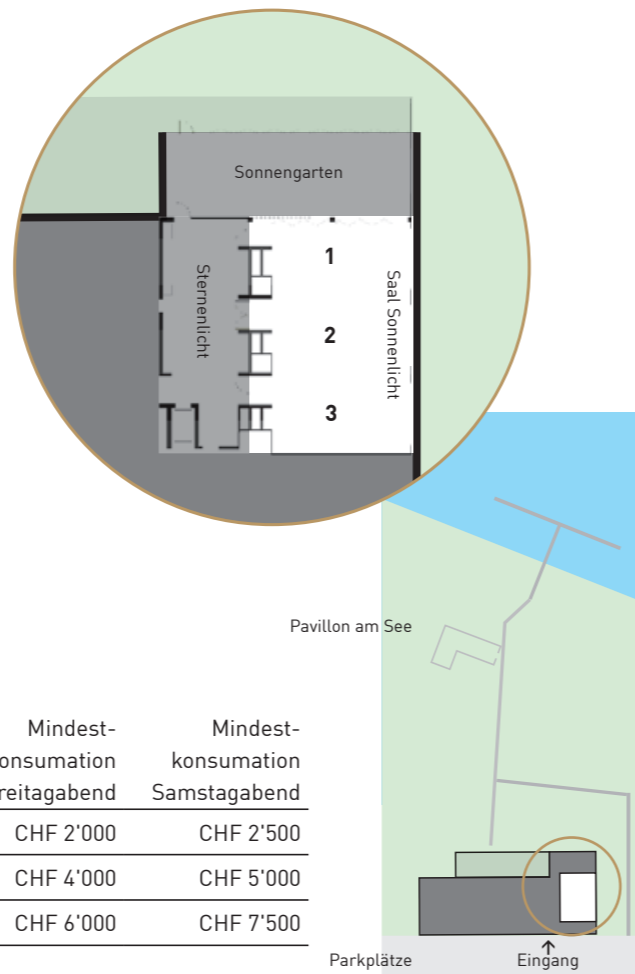 Sonnengarten
Sternenlicht
1
2
3
Saal Sonnenlicht
Pavillon am See
Mindest- Mindest-
konsumation
Samstagabend
CHF 2'000 CHF 2'500
CHF 4'000 CHF 5'000
CHF 6'000 CHF 7'500
Parkplätze Eingang